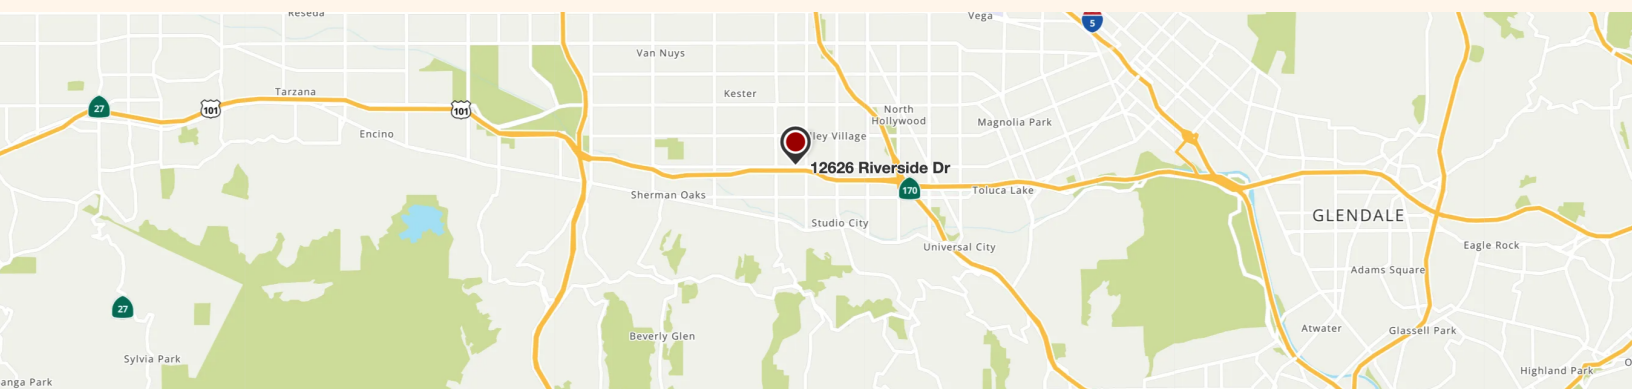 Reseda
Vega
5
Van Nuys
Tarzana
Kester
27
101
101
North
Hollywood
Magnolia Park
Encino
lley Village
12626 Riverside Dr
170
Toluca Lake
Sherman Oaks
Studio City
GLENDALE
Universal City
Eagle Rock
Adams Square
27
Beverly Glen
Atwater
Glassell Park
Sylvia Park
Highland Park
anga Park
O